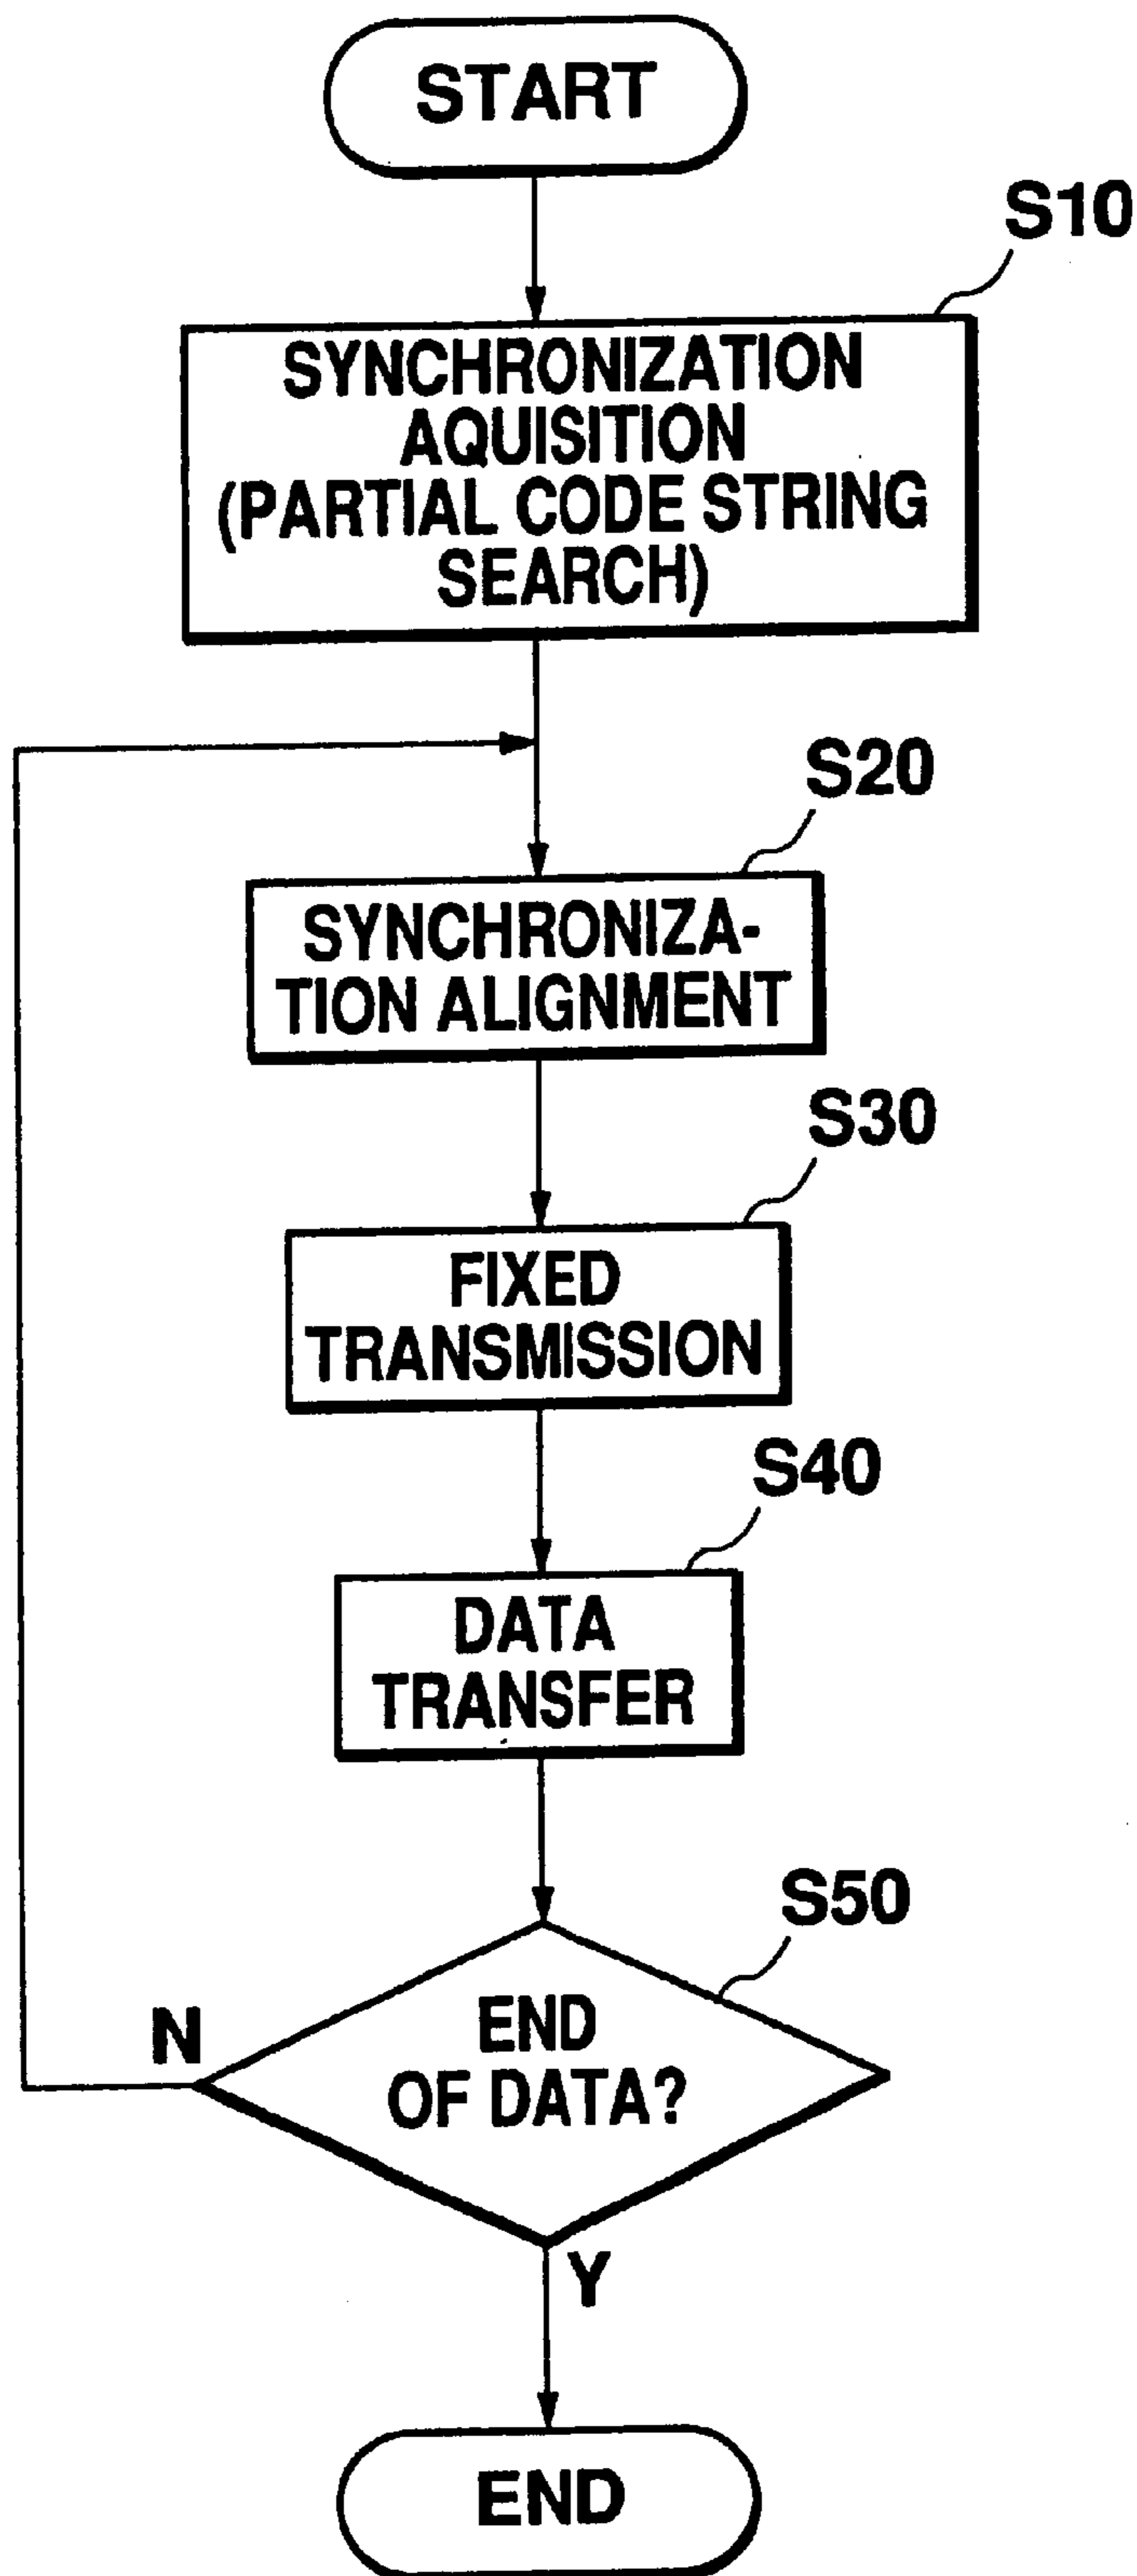 START
S10
SYNCHRONIZATION
AQUISITION
(PARTIAL CODE STRING
SEARCH)
S20
SYNCHRONIZA-
TION ALIGNMENT
S30
FIXED
TRANSMISSION
S40
DATA
TRANSFER
S50
END
OF DATA?
N
Y
END